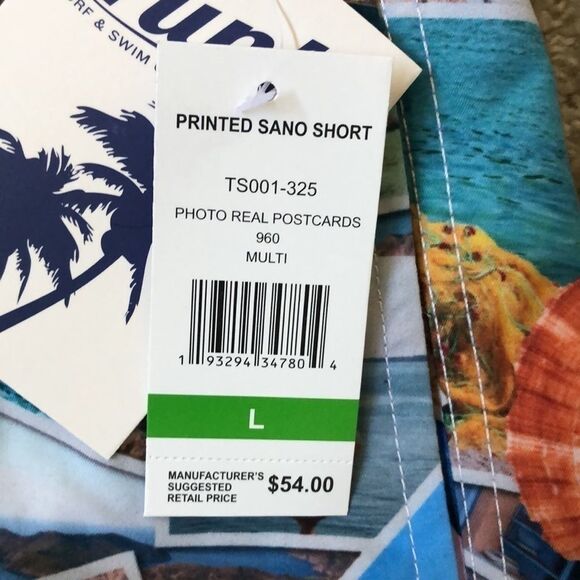 & SWIM
PRINTED SANO SHORT
TS001-325
PHOTO REAL POSTCARDS
960
MULTI
1 93294 34780 4
L
MANUFACTURER'S
SUGGESTED
RETAIL PRICE
$54.00